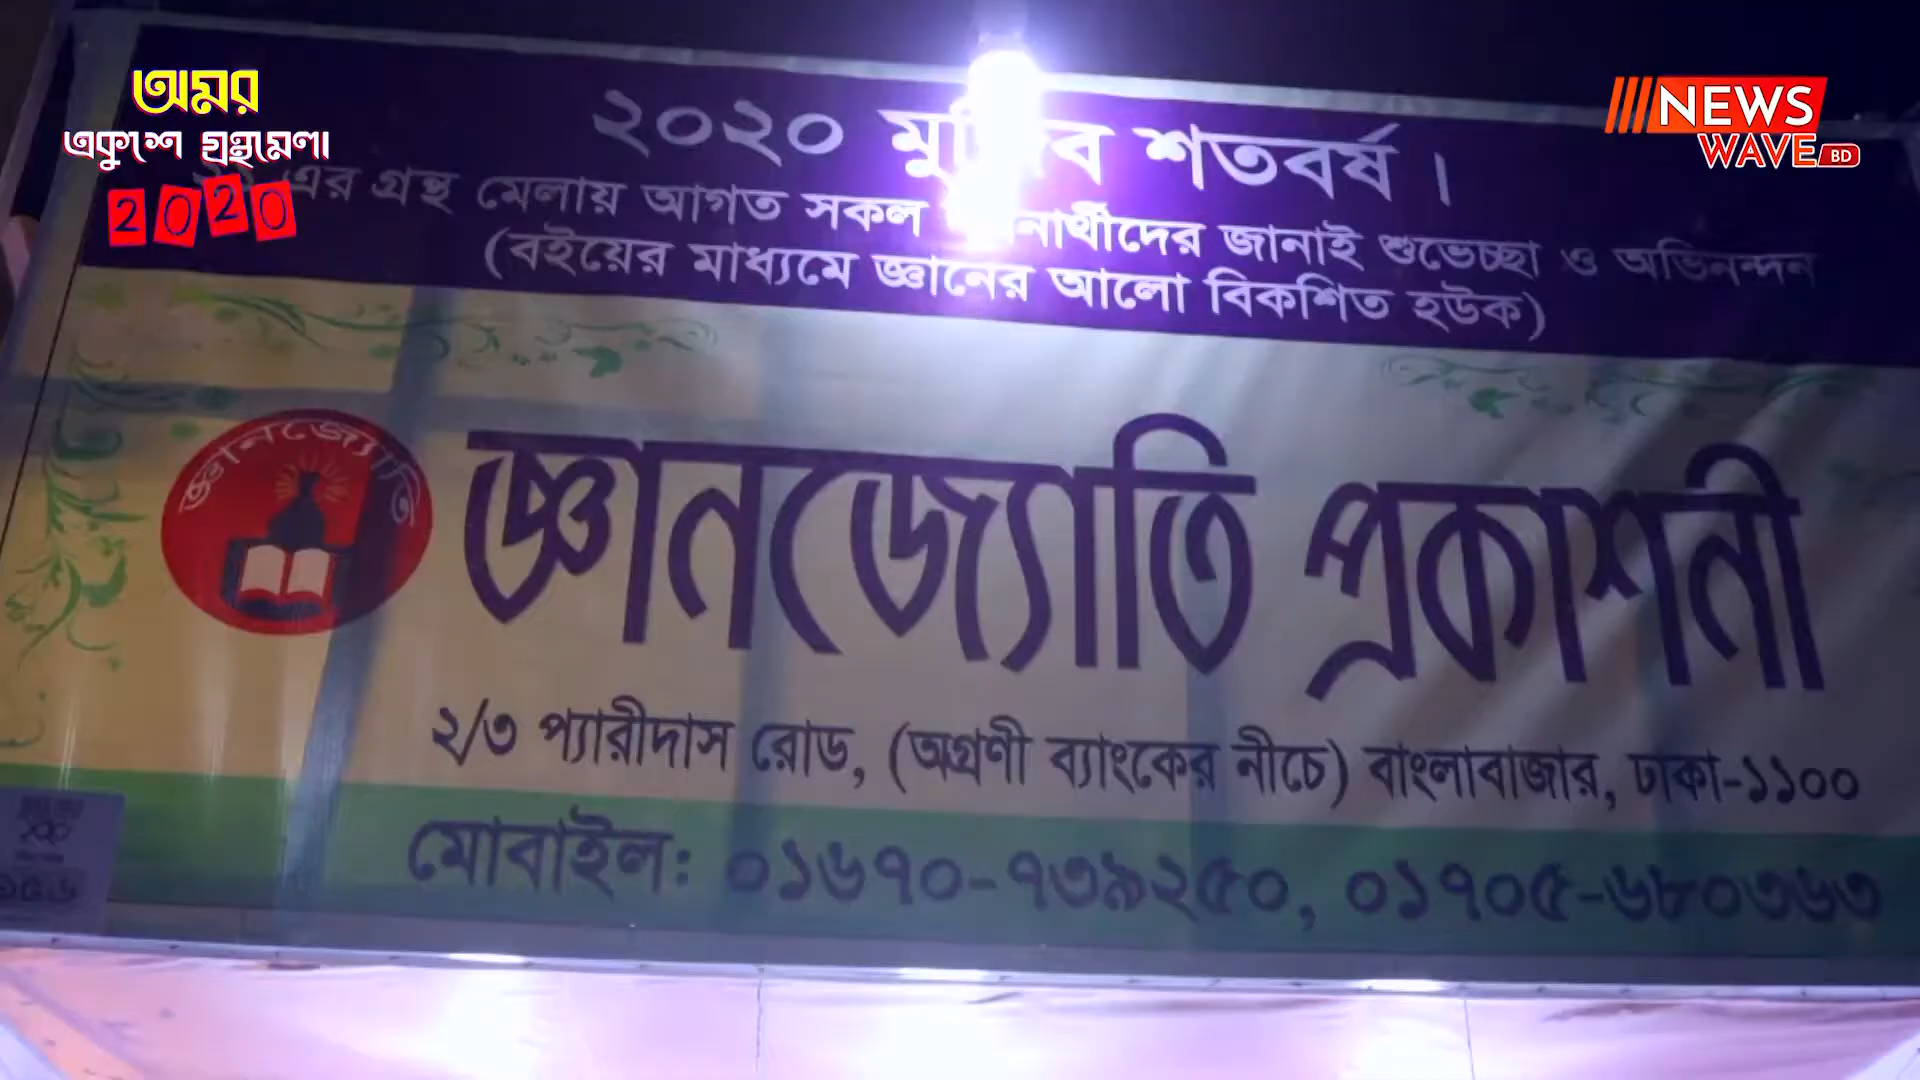 অমর
একুশে গ্রন্থমেলা
2020
NEWS
WAVE BD
২০২০ মুজিব শতবর্ষ।
এর গ্রন্থ মেলায় আগত সকল জানাই শুভেচ্ছা ও অভিনন্দন
(বইয়ের মাধ্যমে জ্ঞানের আলো বিকশিত হউক)
জ্ঞানজ্যোতি
জ্ঞানজ্যোতি প্রকাশনী
২/৩ প্যারীদাস রোড, (অগ্রণী ব্যাংকের নীচে) বাংলাবাজার, ঢাকা-১১০০
মোবাইল: ০১৬৭০-৭৩৯২৫০, ০১৭০৫-৬৮০৩৬৩